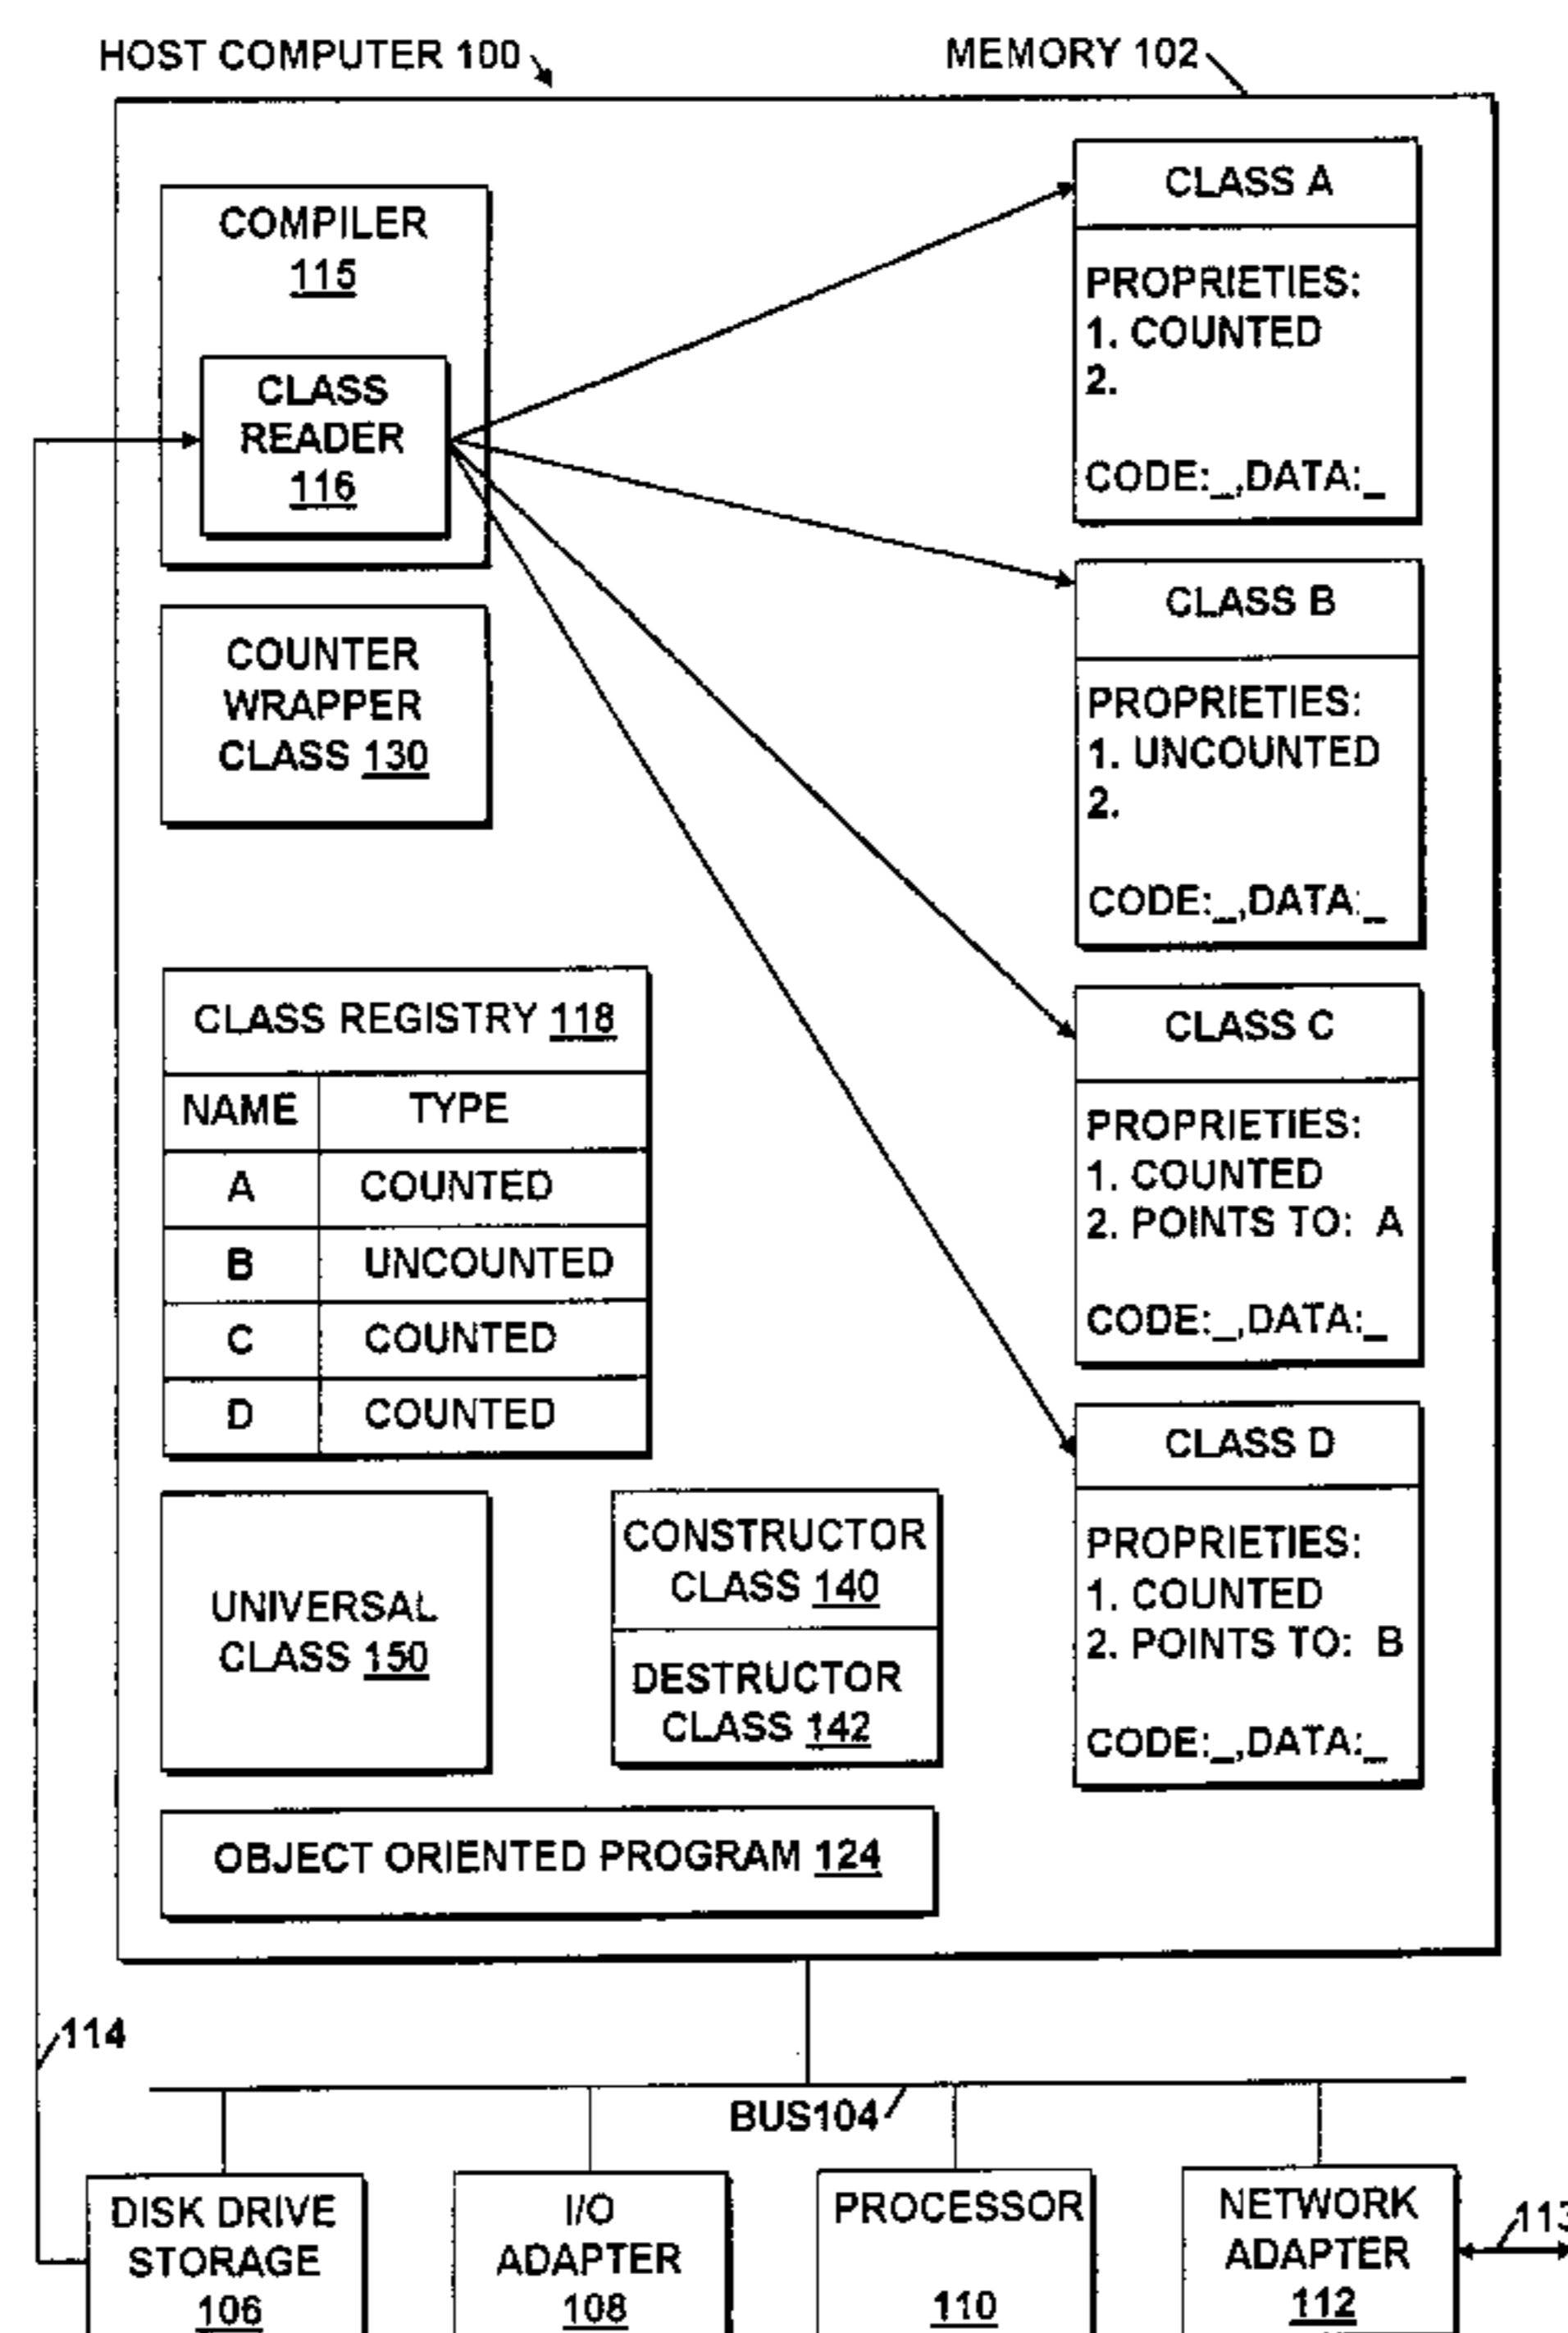 HOST COMPUTER 100
MEMORY 102
COMPILER
115
CLASS
READER
116
COUNTER
WRAPPER
CLASS 130
CLASS REGISTRY 118
NAME TYPE
A COUNTED
B UNCOUNTED
C COUNTED
D COUNTED
UNIVERSAL
CLASS 150
CONSTRUCTOR
CLASS 140
DESTRUCTOR
CLASS 142
OBJECT ORIENTED PROGRAM 124
CLASS A
PROPRIETIES:
1. COUNTED
2.
CODE:_,DATA:_
CLASS B
PROPRIETIES:
1. UNCOUNTED
2.
CODE:_,DATA:_
CLASS C
PROPRIETIES:
1. COUNTED
2. POINTS TO: A
CODE:_,DATA:_
CLASS D
PROPRIETIES:
1. COUNTED
2. POINTS TO: B
CODE:_,DATA:_
114
BUS104
DISK DRIVE
STORAGE
106
I/O
ADAPTER
108
PROCESSOR
110
NETWORK
ADAPTER
112
113